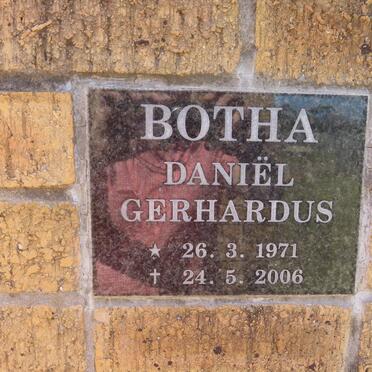 BOTHA
DANIËL
GERHARDUS
★ 26. 3. 1971
† 24. 5. 2006